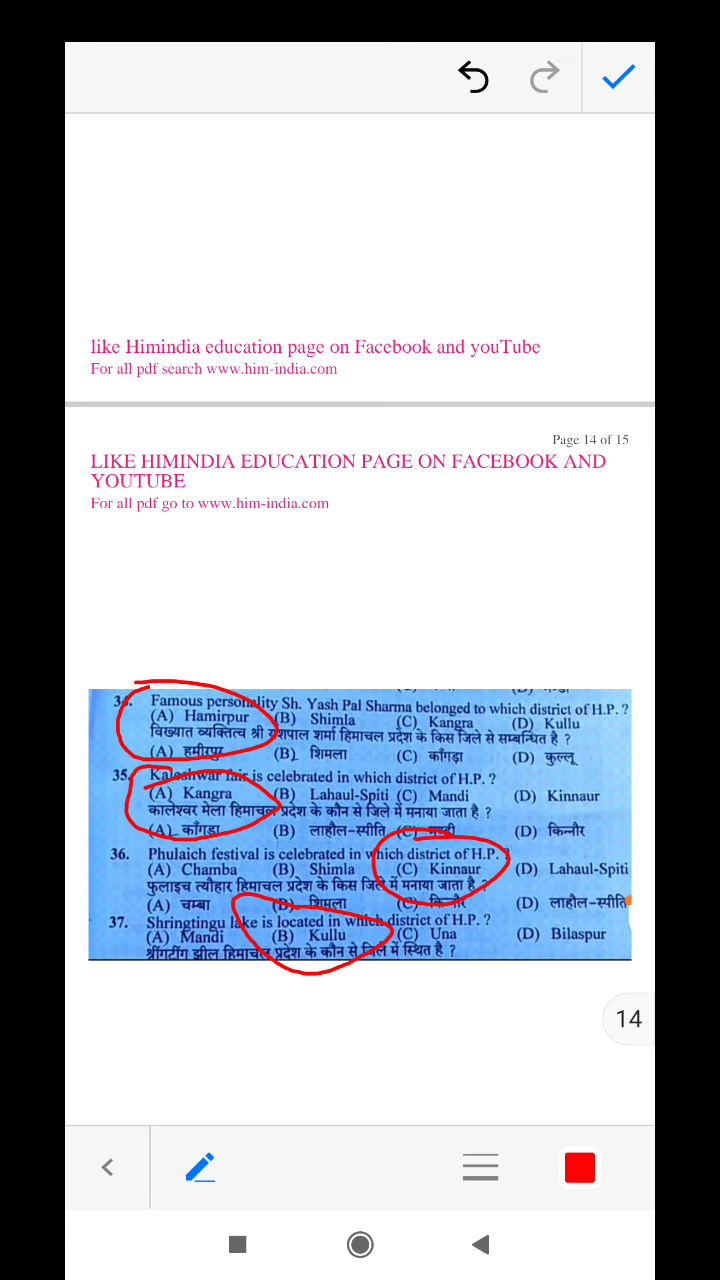 like Himindia education page on Facebook and youTube
For all pdf search www.him-india.com
Page 14 of 15
LIKE HIMINDIA EDUCATION PAGE ON FACEBOOK AND
YOUTUBE
For all pdf go to www.him-india.com
34. Famous personality Sh. Yash Pal Sharma belonged to which district of H.P. ?
(A) Hamirpur (B) Shimla (C) Kangra (D) Kullu
विख्यात व्यक्तित्व श्री यशपाल शर्मा हिमाचल प्रदेश के किस जिले से सम्बन्धित है ?
(A) हमीरपुर (B) शिमला (C) काँगड़ा (D) कुल्लू
35. Kaleshwar fair is celebrated in which district of H.P. ?
(A) Kangra (B) Lahaul-Spiti (C) Mandi (D) Kinnaur
कालेश्वर मेला हिमाचल प्रदेश के कौन से जिले में मनाया जाता है ?
(A) काँगड़ा (B) लाहौल-स्पीति (C) मण्डी (D) किन्नौर
36. Phulaich festival is celebrated in which district of H.P. ?
(A) Chamba (B) Shimla (C) Kinnaur (D) Lahaul-Spiti
फुलाइच त्यौहार हिमाचल प्रदेश के किस जिले में मनाया जाता है ?
(A) चम्बा (B) शिमला (C) किन्नौर (D) लाहौल-स्पीति
37. Shringtingu lake is located in which district of H.P. ?
(A) Mandi (B) Kullu (C) Una (D) Bilaspur
श्रींगटींग झील हिमाचल प्रदेश के कौन से जिले में स्थित है ?
14